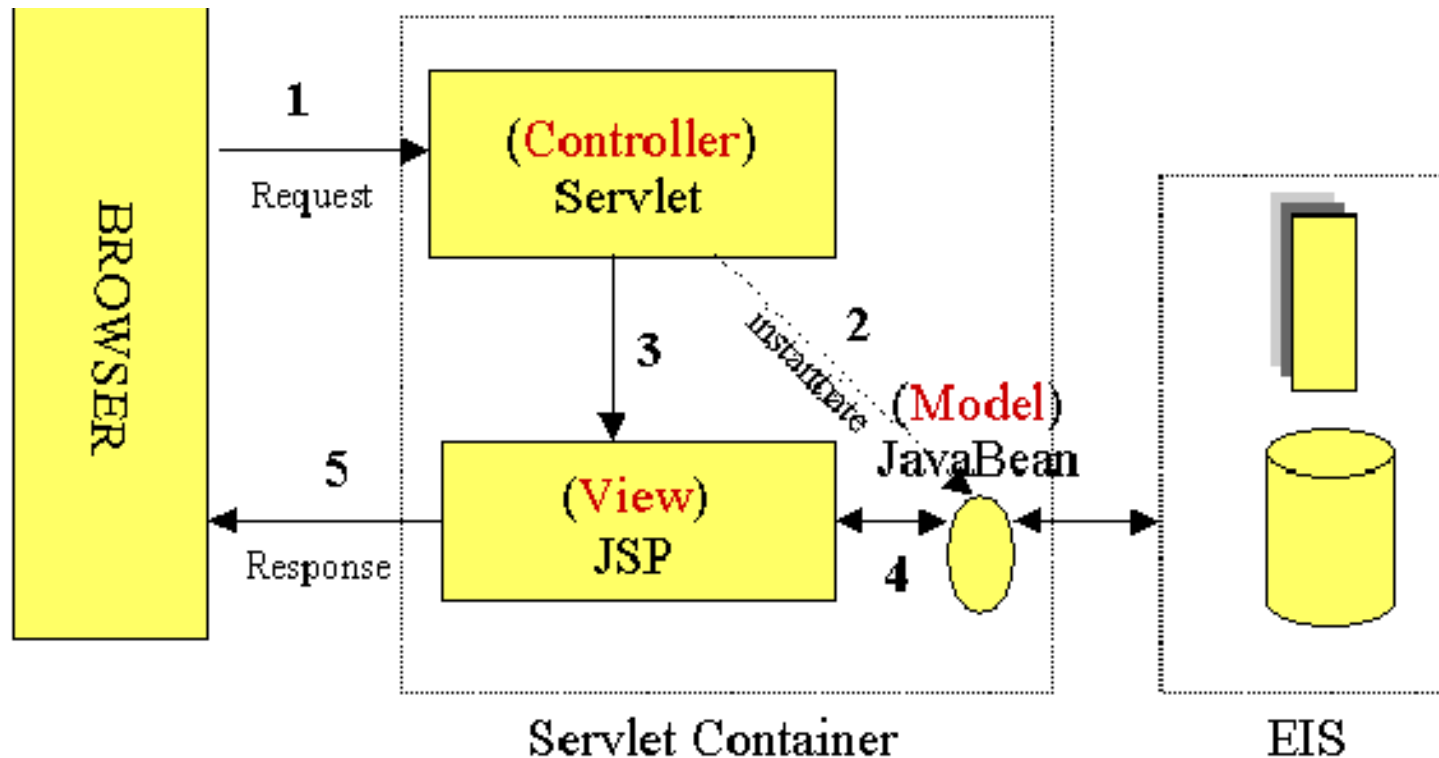 BROWSER
1
Request
(Controller)
Servlet
2
instantiate
3
(Model)
JavaBean
5
Response
(View)
JSP
4
Servlet Container
EIS